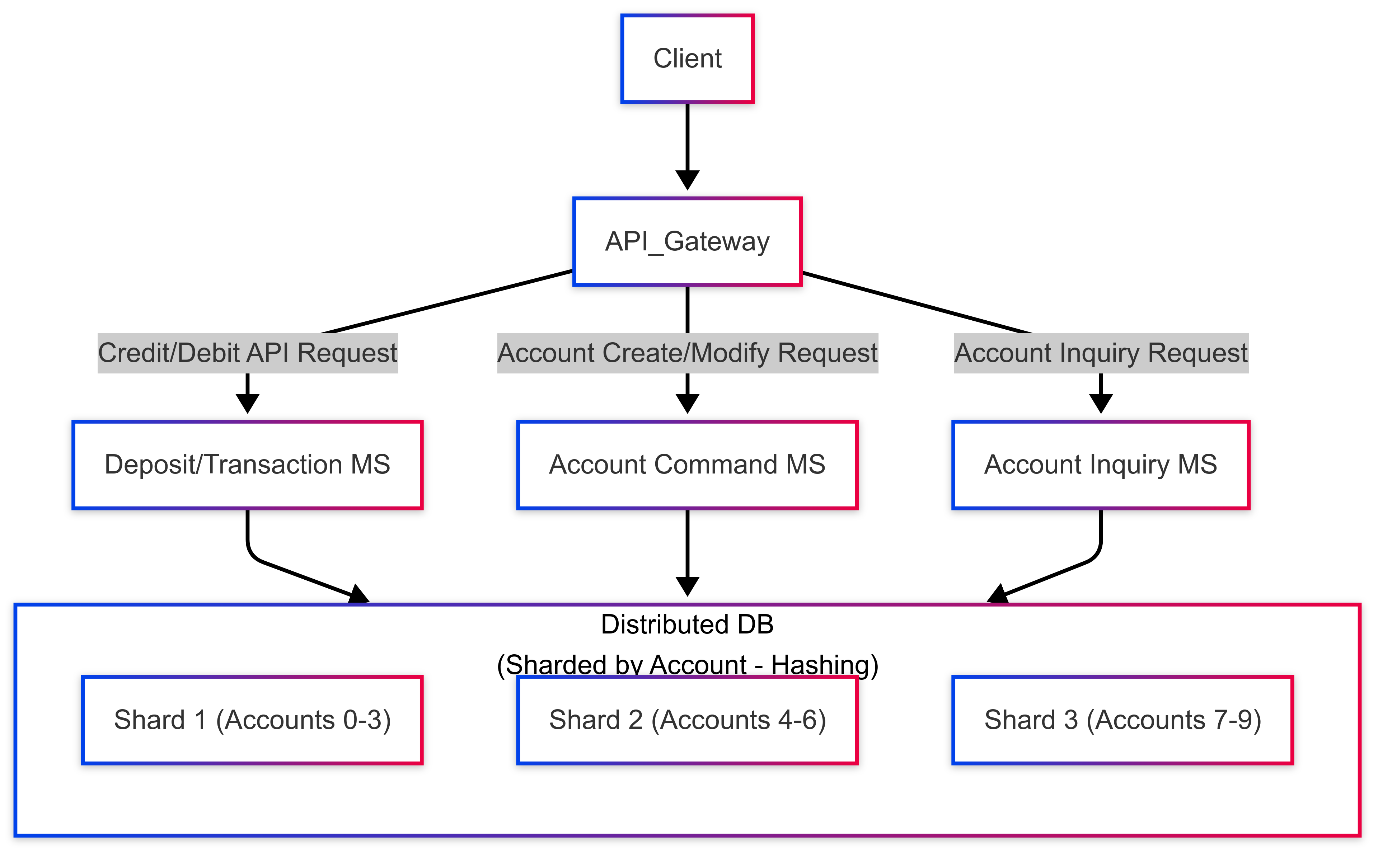 Client
API_Gateway
Credit/Debit API Request
Account Create/Modify Request
Account Inquiry Request
Deposit/Transaction MS
Account Command MS
Account Inquiry MS
Distributed DB
(Sharded by Account - Hashing)
Shard 1 (Accounts 0-3)
Shard 2 (Accounts 4-6)
Shard 3 (Accounts 7-9)